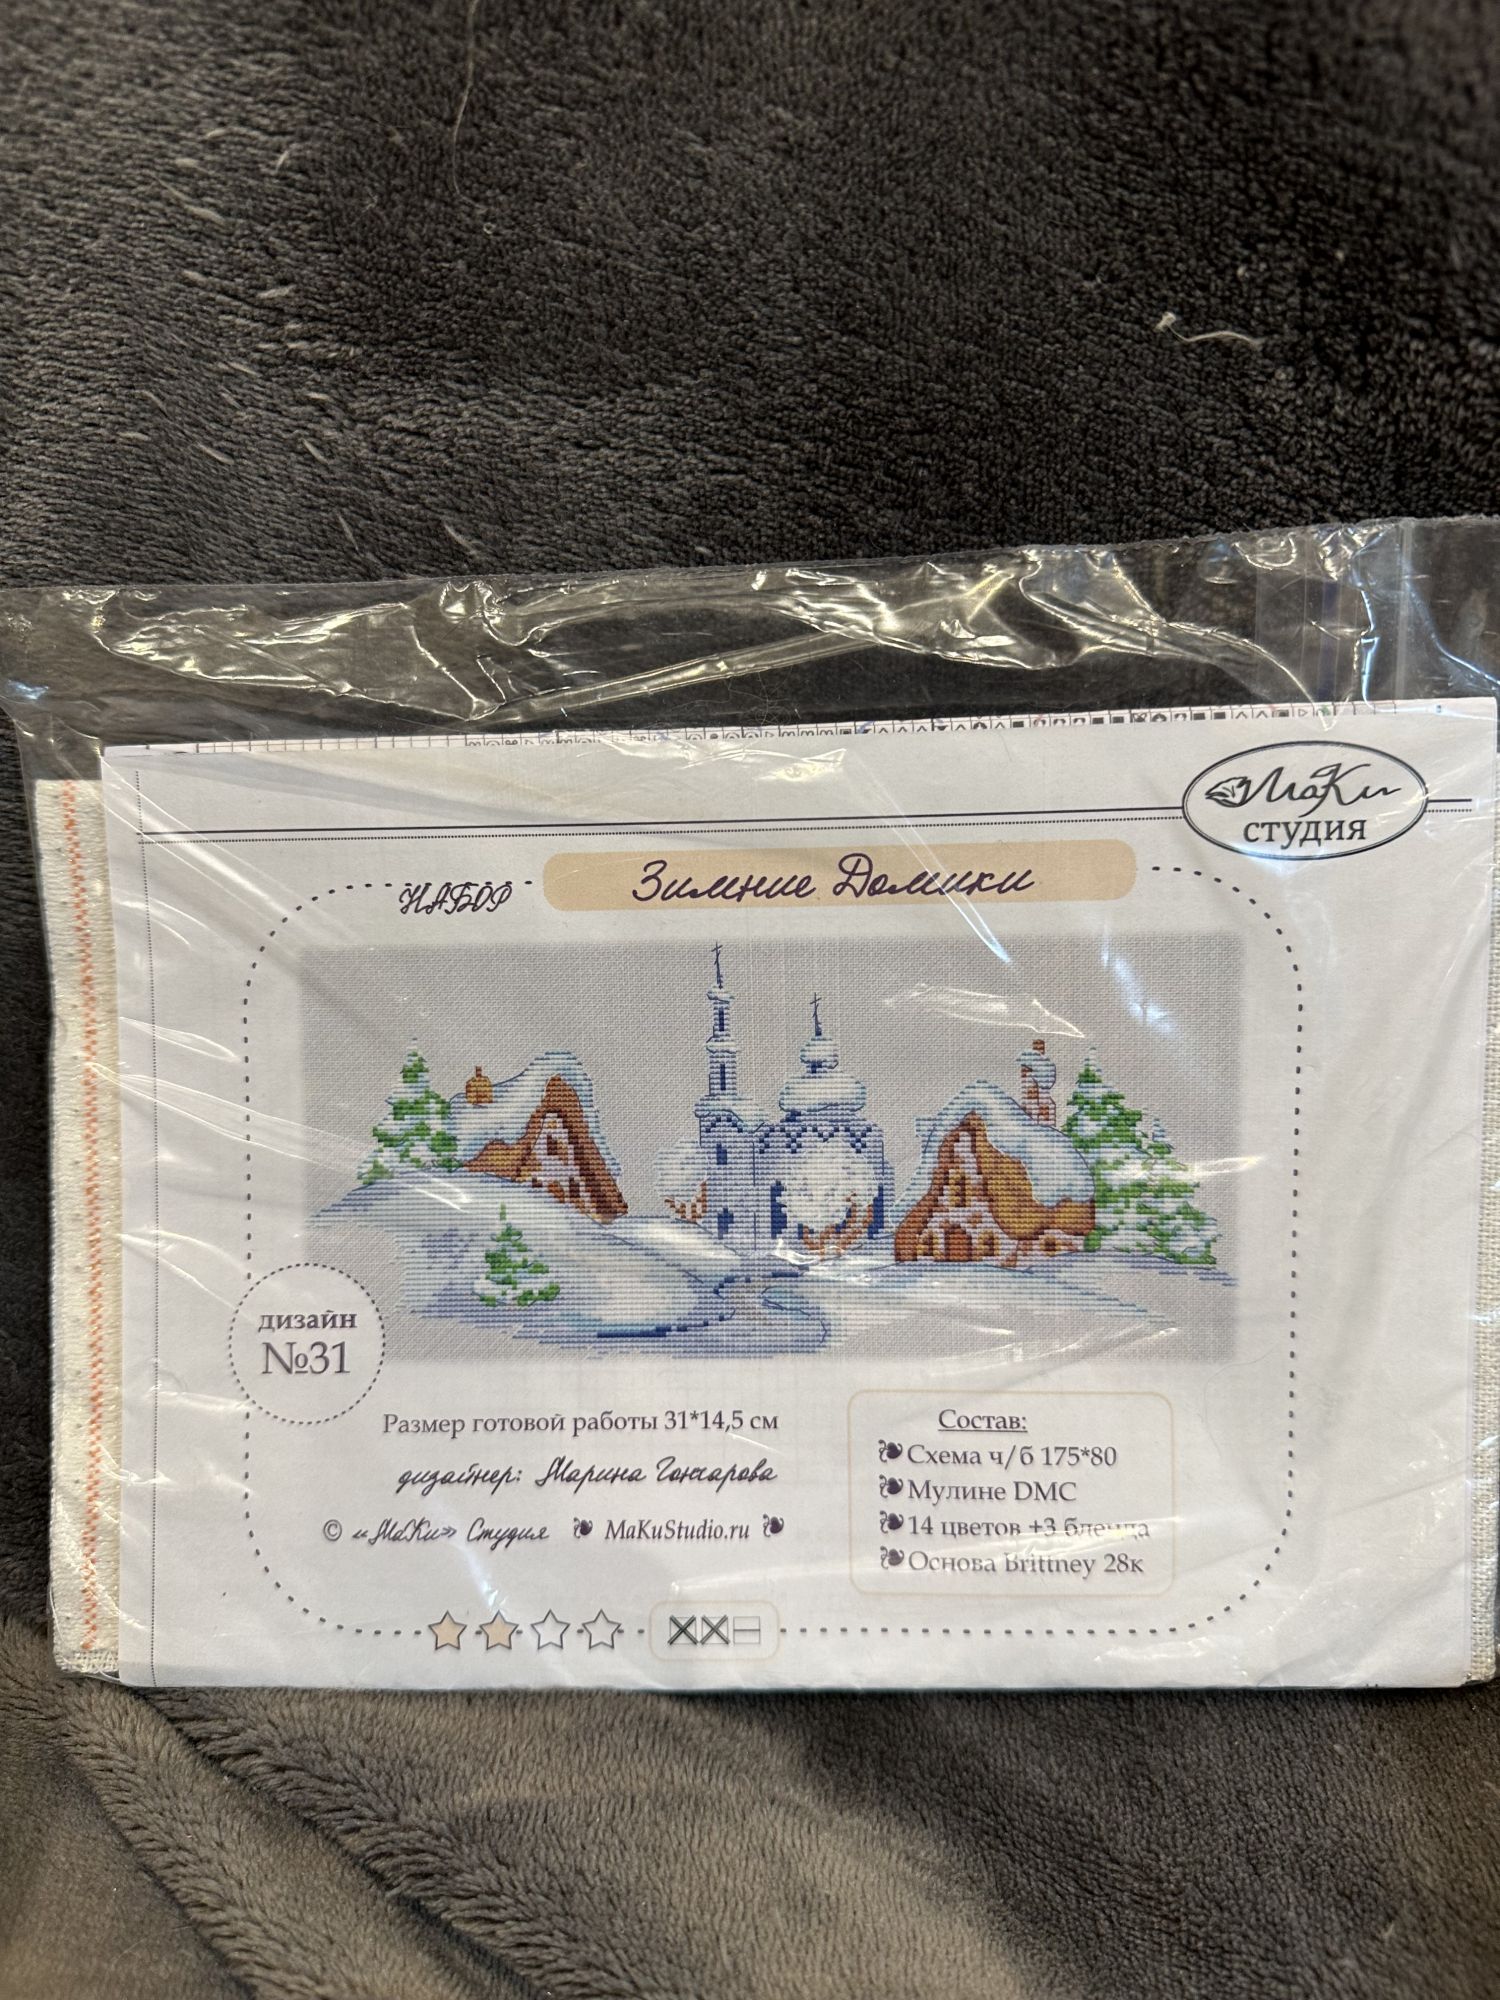 МаКи
СТУДИЯ
НАБОР
Зимние Домики
дизайн
№31
Размер готовой работы 31*14,5 см
дизайнер: Марина Гончарова
© «МаКи» Студия MaKuStudio.ru
Состав:
Схема ч/б 175*80
Мулине DMC
14 цветов +3 бленда
Основа Brittney 28к